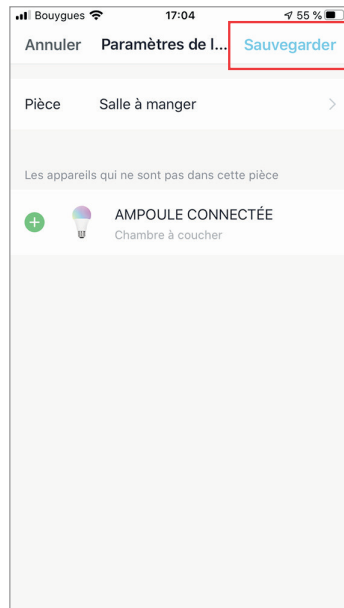 Bouygues 17:04 55 %
Annuler Paramètres de l... Sauvegarder
Pièce Salle à manger
Les appareils qui ne sont pas dans cette pièce
AMPOULE CONNECTÉE
Chambre à coucher